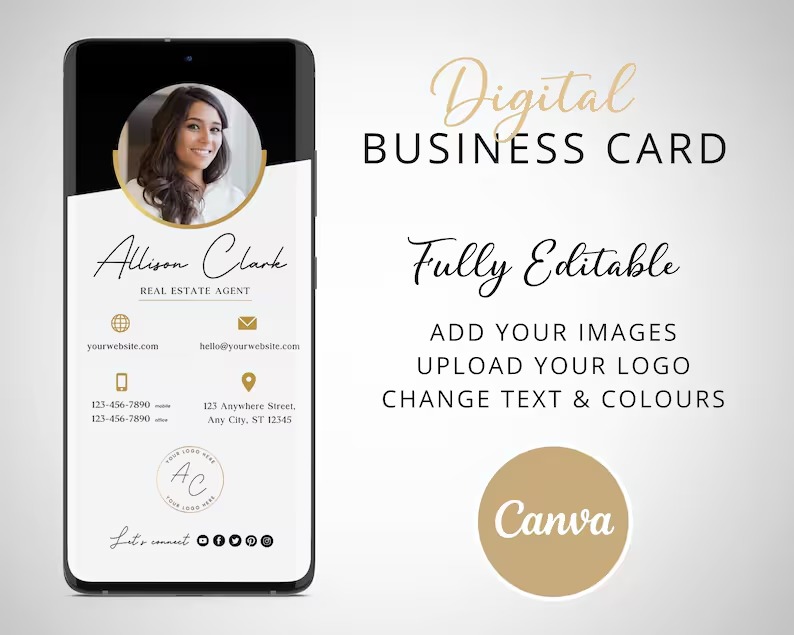 Allison Clark
REAL ESTATE AGENT
yourwebsite.com
hello@yourwebsite.com
123-456-7890 mobile
123-456-7890 office
123 Anywhere Street,
Any City, ST 12345
YOUR LOGO HERE
AC
YOUR LOGO HERE
Let's connect
Digital
BUSINESS CARD
Fully Editable
ADD YOUR IMAGES
UPLOAD YOUR LOGO
CHANGE TEXT & COLOURS
Canva